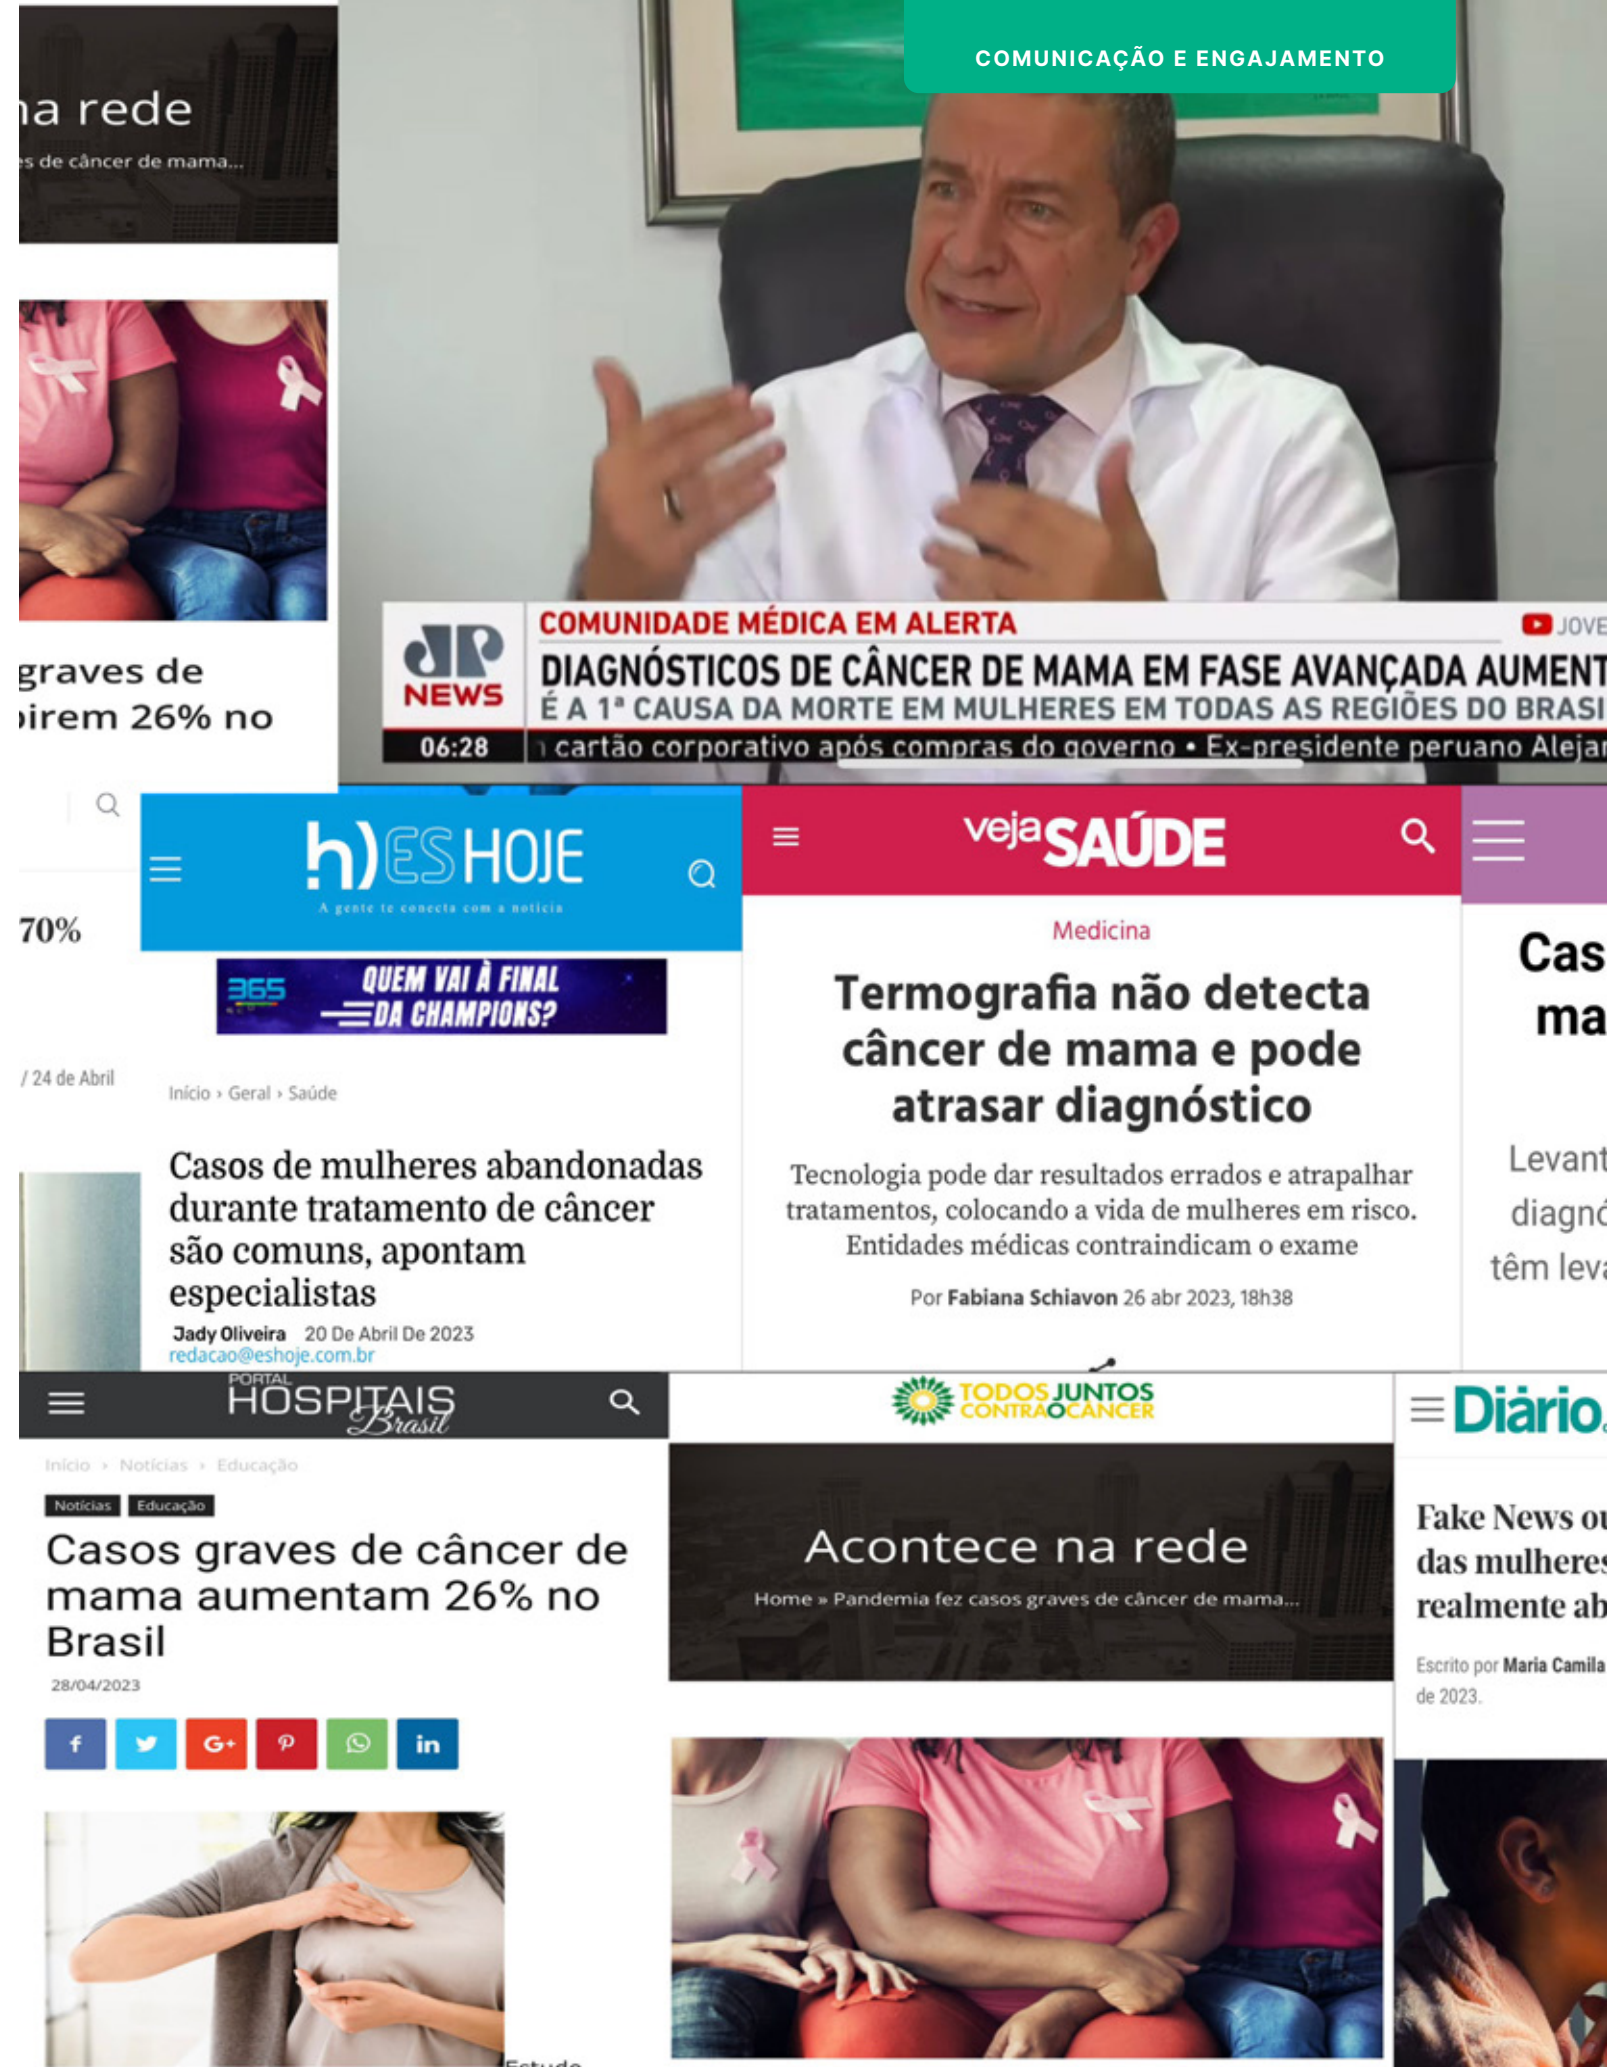 COMUNICAÇÃO E ENGAJAMENTO
na rede
es de câncer de mama...
graves de
26% no
COMUNIDADE MÉDICA EM ALERTA
JP
NEWS
DIAGNÓSTICOS DE CÂNCER DE MAMA EM FASE AVANÇADA AUMENT
É A 1ª CAUSA DA MORTE EM MULHERES EM TODAS AS REGIÕES DO BRASI
06:28
cartão corporativo após compras do governo • Ex-presidente peruano Alejan
JOVE
70%
/ 24 de Abril
h) ES HOJE
A gente te conecta com a notícia
365
QUEM VAI À FINAL
DA CHAMPIONS?
Início › Geral › Saúde
Casos de mulheres abandonadas
durante tratamento de câncer
são comuns, apontam
especialistas
Jady Oliveira 20 De Abril De 2023
redacao@eshoje.com.br
veja SAÚDE
Medicina
Termografia não detecta
câncer de mama e pode
atrasar diagnóstico
Tecnologia pode dar resultados errados e atrapalhar
tratamentos, colocando a vida de mulheres em risco.
Entidades médicas contraindicam o exame
Por Fabiana Schiavon 26 abr 2023, 18h38
Cas
ma
Levant
diagnó
têm leva
PORTAL
HOSPITAIS
Brasil
Início › Notícias › Educação
Notícias Educação
Casos graves de câncer de
mama aumentam 26% no
Brasil
28/04/2023
f G+ in
Estudo
TODOS JUNTOS
CONTRA O CÂNCER
Acontece na rede
Home » Pandemia fez casos graves de câncer de mama...
Diário
Fake News ou
das mulheres
realmente ab
Escrito por Maria Camila
de 2023.